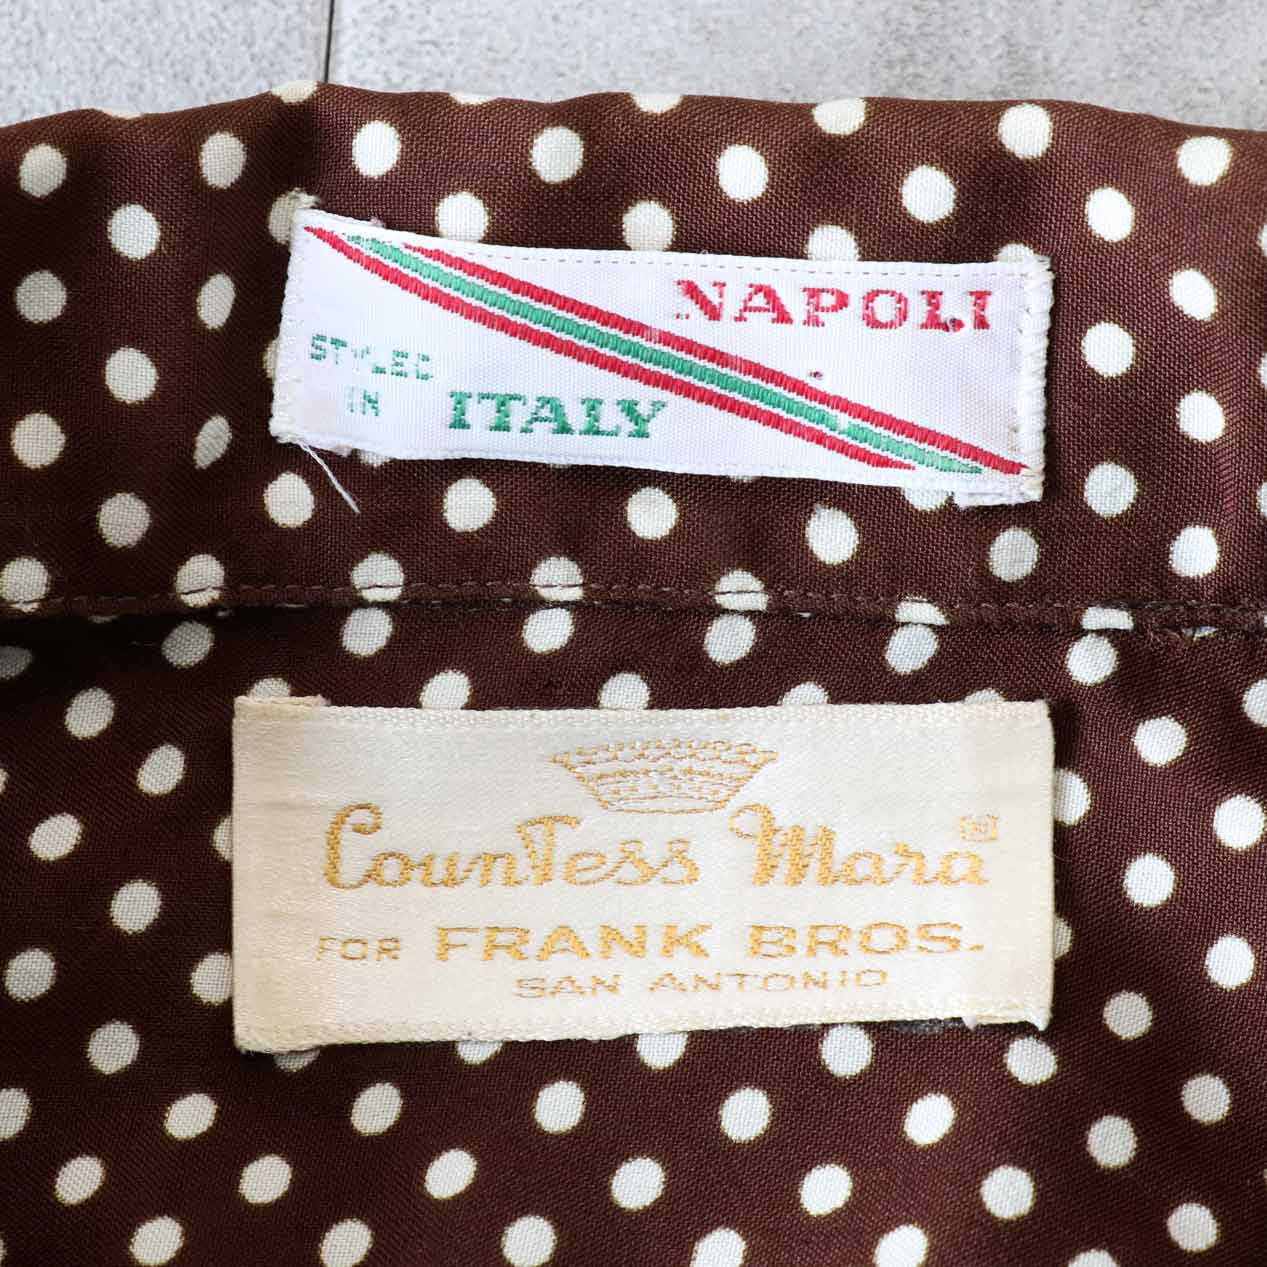 NAPOLI
STYLED
IN ITALY
Countess Mara
FOR FRANK BROS.
SAN ANTONIO